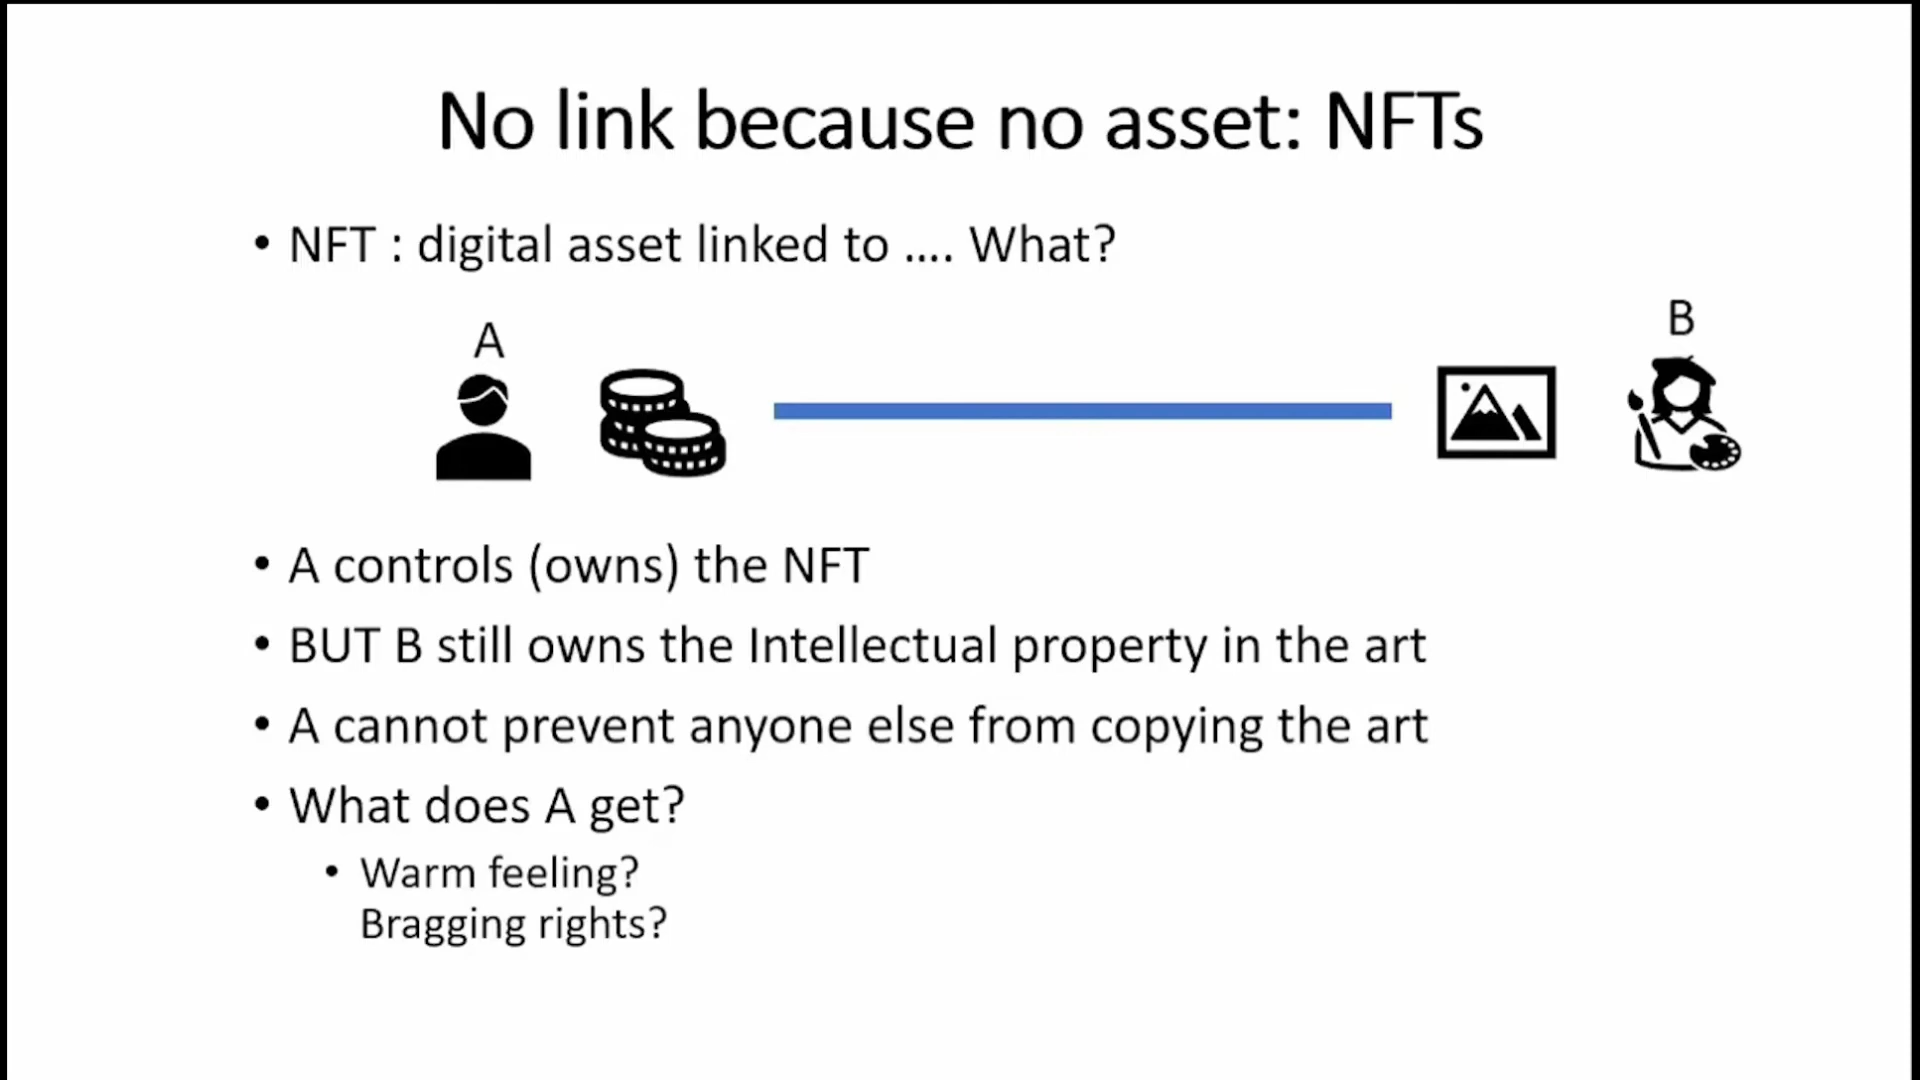 No link because no asset: NFTs
• NFT : digital asset linked to .... What?
A
B
• A controls (owns) the NFT
• BUT B still owns the Intellectual property in the art
• A cannot prevent anyone else from copying the art
• What does A get?
• Warm feeling?
Bragging rights?